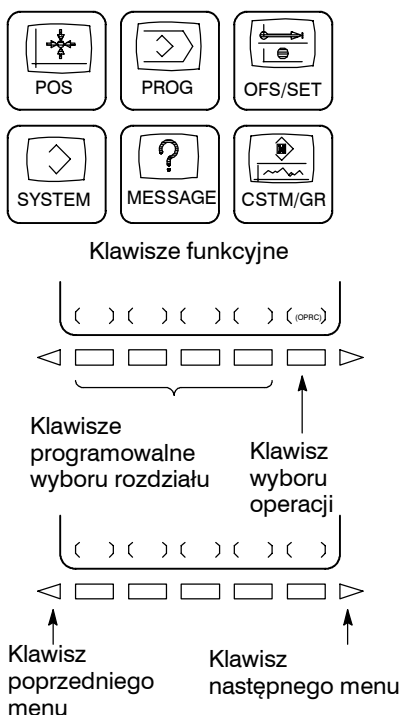 POS PROG OFS/SET
SYSTEM MESSAGE CSTM/GR
Klawisze funkcyjne
( ) ( ) ( ) ( ) ( (OPRC) )
Klawisze
programowalne
wyboru rozdziału
Klawisz
wyboru
operacji
( ) ( ) ( ) ( ) ( )
Klawisz
poprzedniego
menu
Klawisz
następnego menu